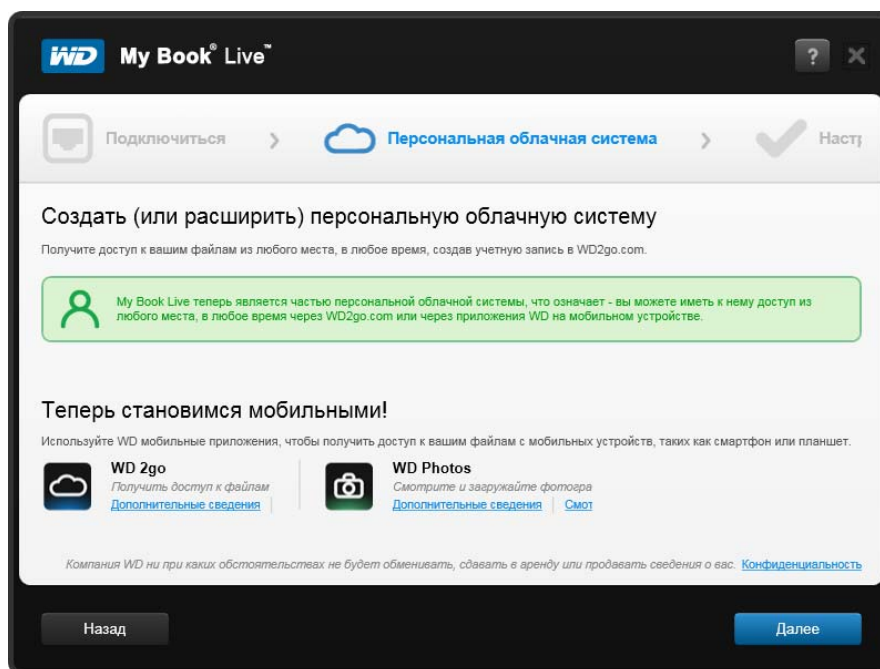 WD My Book® Live™ ?
Подключиться > Персональная облачная система >
Создать (или расширить) персональную облачную систему
Получите доступ к вашим файлам из любого места, в любое время, создав учетную запись в WD2go.com.
My Book Live теперь является частью персональной облачной системы, что означает - вы можете иметь к нему доступ из
любого места, в любое время через WD2go.com или через приложения WD на мобильном устройстве.
Теперь становимся мобильными!
Используйте WD мобильные приложения, чтобы получить доступ к вашим файлам с мобильных устройств, таких как смартфон или планшет.
WD 2go
Получить доступ к файлам
Дополнительные сведения
WD Photos
Смотрите и загружайте фотогра
Дополнительные сведения Смот
Компания WD ни при каких обстоятельствах не будет обменивать, сдавать в аренду или продавать сведения о вас. Конфиденциальность
Назад Далее